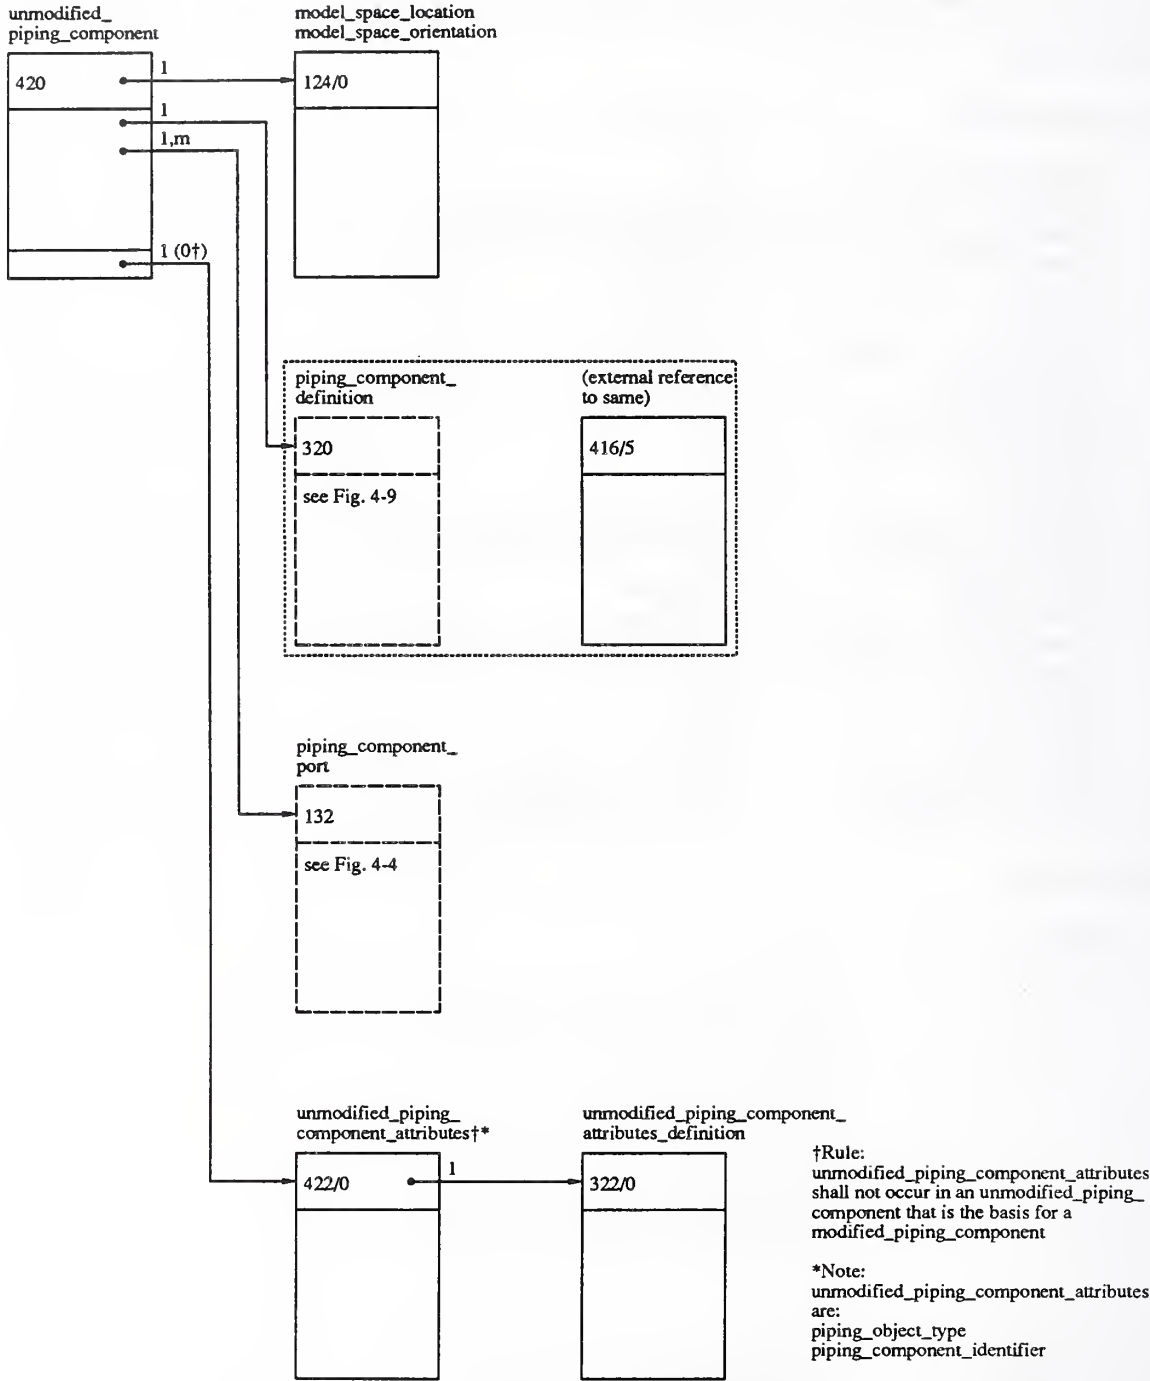 unmodified_
piping_component
model_space_location
model_space_orientation
420
1
124/0
1
1,m
1 (0†)
piping_component_
definition
(external reference
to same)
320
416/5
see Fig. 4-9
piping_component_
port
132
see Fig. 4-4
unmodified_piping_
component_attributes†*
unmodified_piping_component_
attributes_definition
422/0
1
322/0
†Rule:
unmodified_piping_component_attributes
shall not occur in an unmodified_piping_
component that is the basis for a
modified_piping_component
*Note:
unmodified_piping_component_attributes
are:
piping_object_type
piping_component_identifier